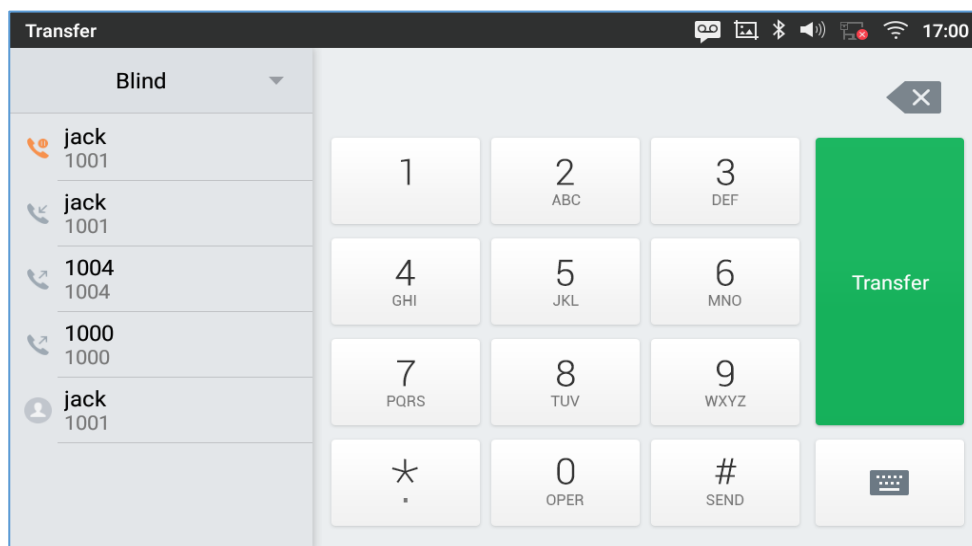 Transfer 17:00
Blind
jack
1001
jack
1001
1004
1004
1000
1000
jack
1001
1 2 3
ABC DEF
4 5 6
GHI JKL MNO
Transfer
7 8 9
PQRS TUV WXYZ
* 0 #
. OPER SEND